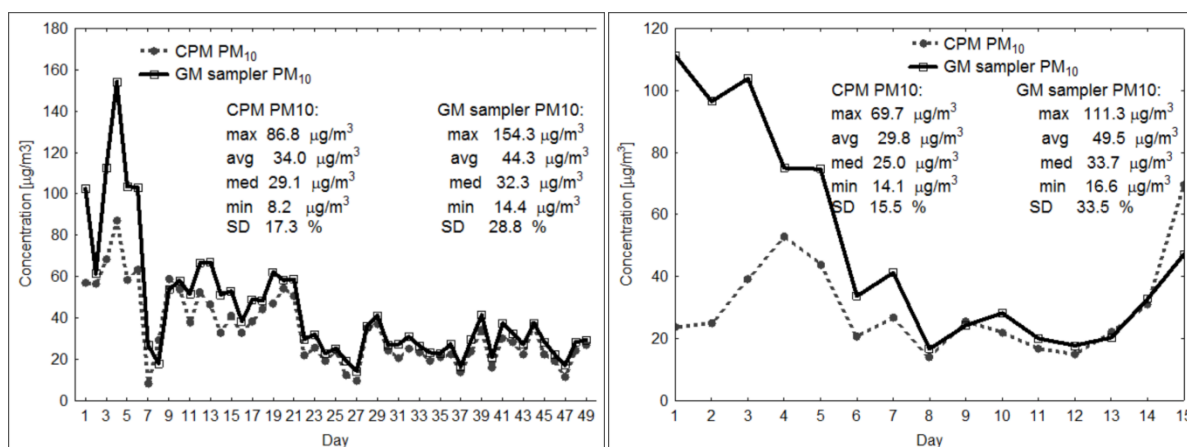 CPM PM10
GM sampler PM10
CPM PM10:
max 86.8 μg/m³
avg 34.0 μg/m³
med 29.1 μg/m³
min 8.2 μg/m³
SD 17.3 %
GM sampler PM10:
max 154.3 μg/m³
avg 44.3 μg/m³
med 32.3 μg/m³
min 14.4 μg/m³
SD 28.8 %
Concentration [μg/m3]
180
160
140
120
100
80
60
40
20
0
1 3 5 7 9 11 13 15 17 19 21 23 25 27 29 31 33 35 37 39 41 43 45 47 49
Day
CPM PM₁₀
GM sampler PM₁₀
CPM PM10:
max 69.7 μg/m³
avg 29.8 μg/m³
med 25.0 μg/m³
min 14.1 μg/m³
SD 15.5 %
GM sampler PM10:
max 111.3 μg/m³
avg 49.5 μg/m³
med 33.7 μg/m³
min 16.6 μg/m³
SD 33.5 %
Concentration [μg/m³]
120
100
80
60
40
20
0
1 2 3 4 5 6 7 8 9 10 11 12 13 14 15
Day